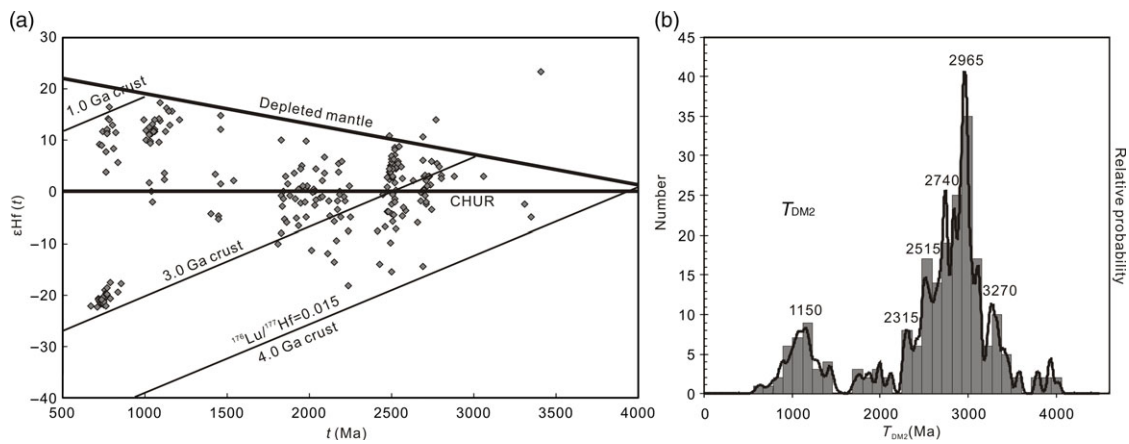 (a)
30
20
10
0
−10
−20
−30
−40
εHf (t)
1.0 Ga crust
Depleted mantle
CHUR
3.0 Ga crust
¹⁷⁶Lu/¹⁷⁷Hf=0.015
4.0 Ga crust
500 1000 1500 2000 2500 3000 3500 4000
t (Ma)
(b)
45
40
35
30
25
20
15
10
5
0
Number
2965
2740
TDM2
2515
3270
2315
1150
Relative probability
0 1000 2000 3000 4000
TDM2(Ma)